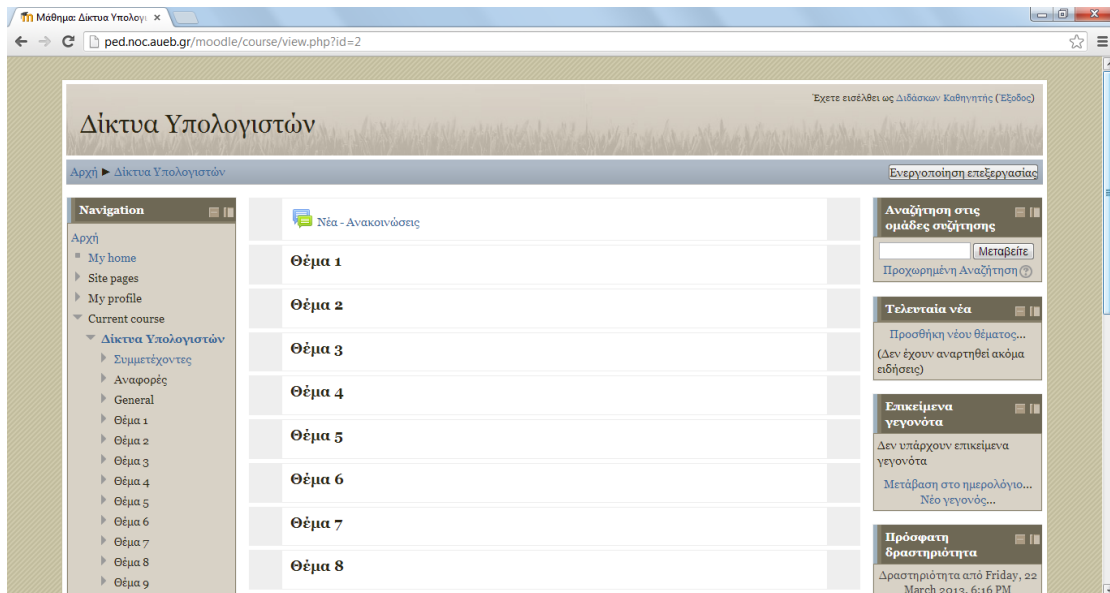 Μάθημα: Δίκτυα Υπολογι
ped.noc.aueb.gr/moodle/course/view.php?id=2
Έχετε εισέλθει ως Διδάσκων Καθηγητής (Έξοδος)
Δίκτυα Υπολογιστών
Αρχή ► Δίκτυα Υπολογιστών
Ενεργοποίηση επεξεργασίας
Navigation
Αρχή
My home
Site pages
My profile
Current course
Δίκτυα Υπολογιστών
Συμμετέχοντες
Αναφορές
General
Θέμα 1
Θέμα 2
Θέμα 3
Θέμα 4
Θέμα 5
Θέμα 6
Θέμα 7
Θέμα 8
Θέμα 9
Νέα - Ανακοινώσεις
Θέμα 1
Θέμα 2
Θέμα 3
Θέμα 4
Θέμα 5
Θέμα 6
Θέμα 7
Θέμα 8
Αναζήτηση στις
ομάδες συζήτησης
Μεταβείτε
Προχωρημένη Αναζήτηση
Τελευταία νέα
Προσθήκη νέου θέματος...
(Δεν έχουν αναρτηθεί ακόμα
ειδήσεις)
Επικείμενα
γεγονότα
Δεν υπάρχουν επικείμενα
γεγονότα
Μετάβαση στο ημερολόγιο...
Νέο γεγονός...
Πρόσφατη
δραστηριότητα
Δραστηριότητα από Friday, 22
March 2013, 6:16 PM